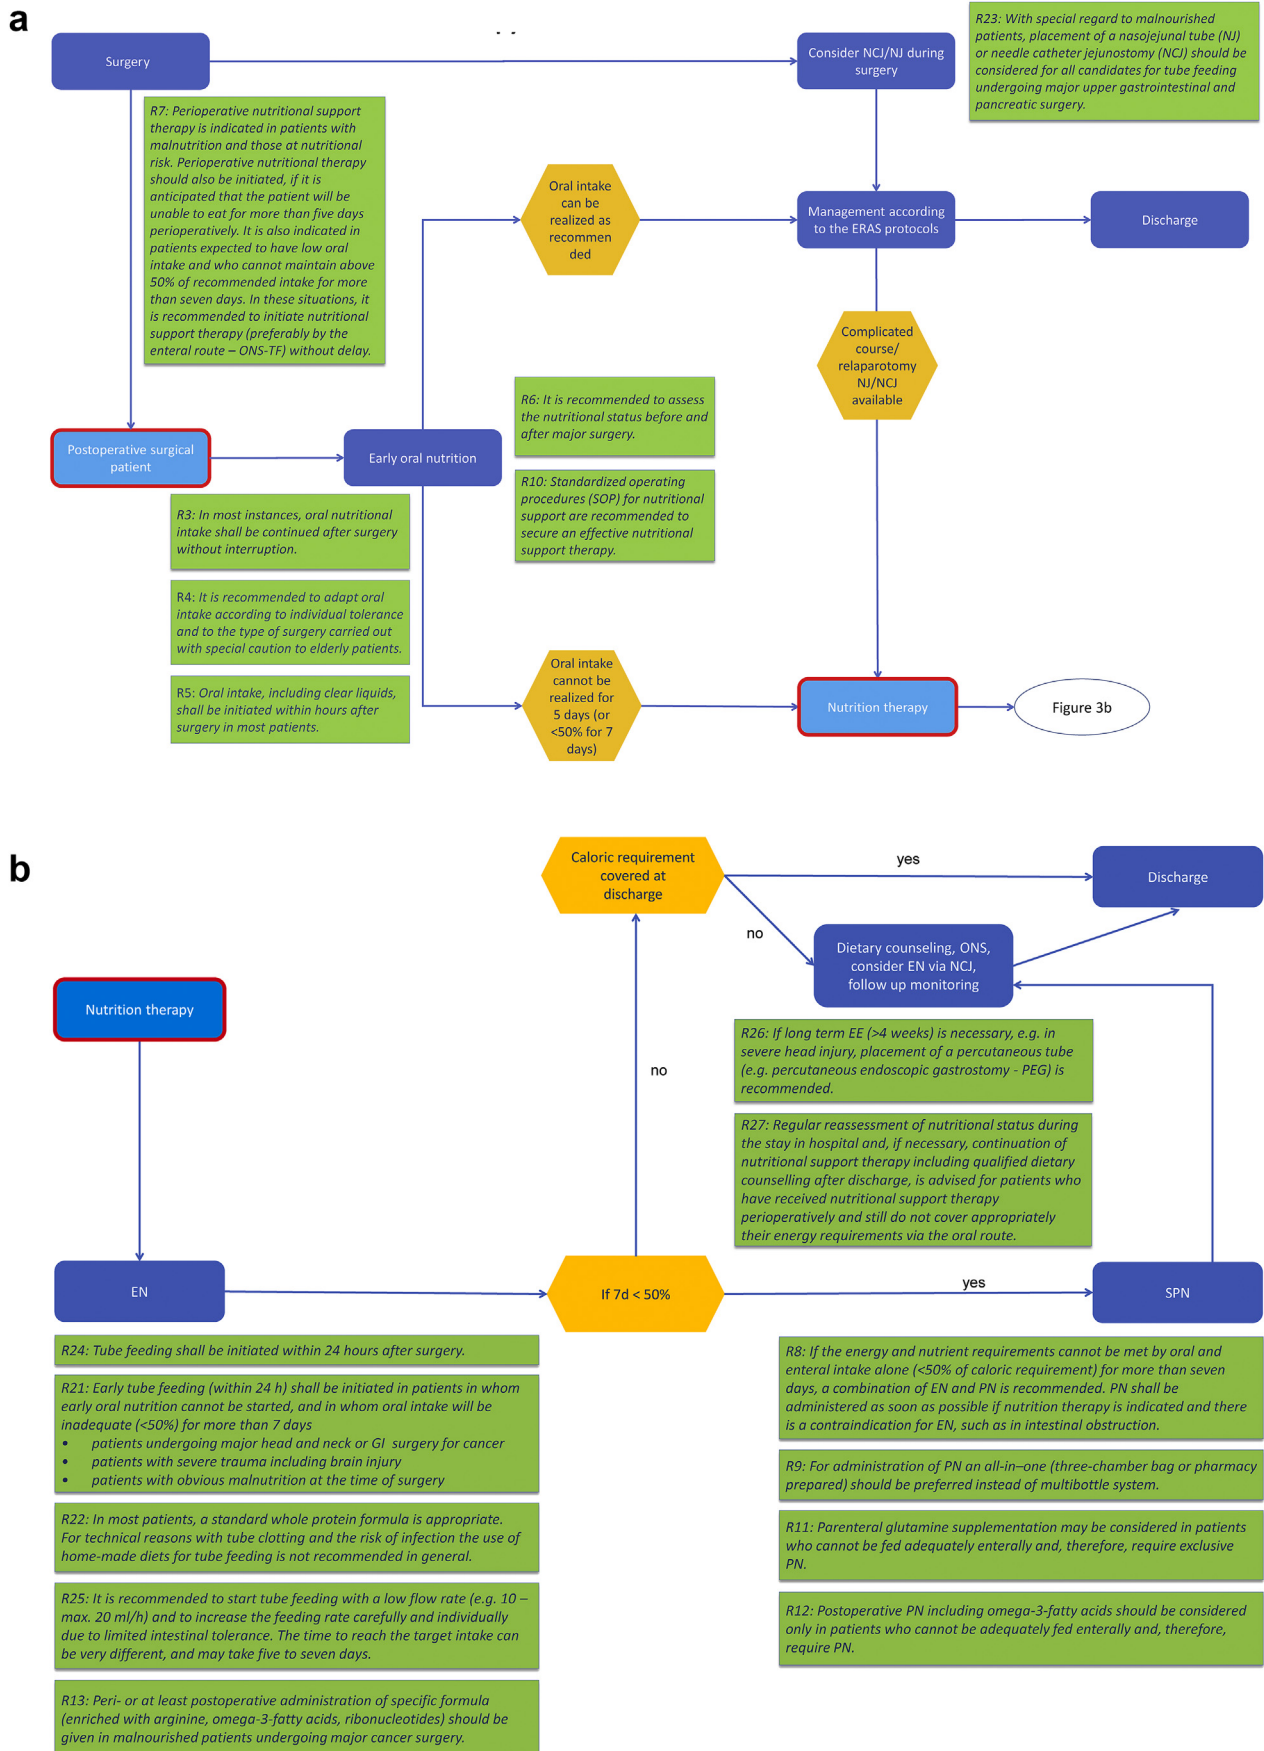 a
Surgery
Consider NCJ/NJ during
surgery
R23: With special regard to malnourished
patients, placement of a nasojejunal tube (NJ)
or needle catheter jejunostomy (NCJ) should be
considered for all candidates for tube feeding
undergoing major upper gastrointestinal and
pancreatic surgery.
R7: Perioperative nutritional support
therapy is indicated in patients with
malnutrition and those at nutritional
risk. Perioperative nutritional therapy
should also be initiated, if it is
anticipated that the patient will be
unable to eat for more than five days
perioperatively. It is also indicated in
patients expected to have low oral
intake and who cannot maintain above
50% of recommended intake for more
than seven days. In these situations, it
is recommended to initiate nutritional
support therapy (preferably by the
enteral route – ONS-TF) without delay.
Oral intake
can be
realized as
recommen
ded
Management according
to the ERAS protocols
Discharge
Complicated
course/
relaparotomy
NJ/NCJ
available
R6: It is recommended to assess
the nutritional status before and
after major surgery.
Postoperative surgical
patient
Early oral nutrition
R10: Standardized operating
procedures (SOP) for nutritional
support are recommended to
secure an effective nutritional
support therapy.
R3: In most instances, oral nutritional
intake shall be continued after surgery
without interruption.
R4: It is recommended to adapt oral
intake according to individual tolerance
and to the type of surgery carried out
with special caution to elderly patients.
R5: Oral intake, including clear liquids,
shall be initiated within hours after
surgery in most patients.
Oral intake
cannot be
realized for
5 days (or
<50% for 7
days)
Nutrition therapy
Figure 3b
b
Caloric requirement
covered at
discharge
yes
Discharge
no
Dietary counseling, ONS,
consider EN via NCJ,
follow up monitoring
Nutrition therapy
no
R26: If long term EE (>4 weeks) is necessary, e.g. in
severe head injury, placement of a percutaneous tube
(e.g. percutaneous endoscopic gastrostomy - PEG) is
recommended.
R27: Regular reassessment of nutritional status during
the stay in hospital and, if necessary, continuation of
nutritional support therapy including qualified dietary
counselling after discharge, is advised for patients who
have received nutritional support therapy
perioperatively and still do not cover appropriately
their energy requirements via the oral route.
EN
If 7d < 50%
yes
SPN
R24: Tube feeding shall be initiated within 24 hours after surgery.
R21: Early tube feeding (within 24 h) shall be initiated in patients in whom
early oral nutrition cannot be started, and in whom oral intake will be
inadequate (<50%) for more than 7 days
• patients undergoing major head and neck or GI surgery for cancer
• patients with severe trauma including brain injury
• patients with obvious malnutrition at the time of surgery
R22: In most patients, a standard whole protein formula is appropriate.
For technical reasons with tube clotting and the risk of infection the use of
home-made diets for tube feeding is not recommended in general.
R25: It is recommended to start tube feeding with a low flow rate (e.g. 10 –
max. 20 ml/h) and to increase the feeding rate carefully and individually
due to limited intestinal tolerance. The time to reach the target intake can
be very different, and may take five to seven days.
R13: Peri- or at least postoperative administration of specific formula
(enriched with arginine, omega-3-fatty acids, ribonucleotides) should be
given in malnourished patients undergoing major cancer surgery.
R8: If the energy and nutrient requirements cannot be met by oral and
enteral intake alone (<50% of caloric requirement) for more than seven
days, a combination of EN and PN is recommended. PN shall be
administered as soon as possible if nutrition therapy is indicated and there
is a contraindication for EN, such as in intestinal obstruction.
R9: For administration of PN an all-in–one (three-chamber bag or pharmacy
prepared) should be preferred instead of multibottle system.
R11: Parenteral glutamine supplementation may be considered in patients
who cannot be fed adequately enterally and, therefore, require exclusive
PN.
R12: Postoperative PN including omega-3-fatty acids should be considered
only in patients who cannot be adequately fed enterally and, therefore,
require PN.